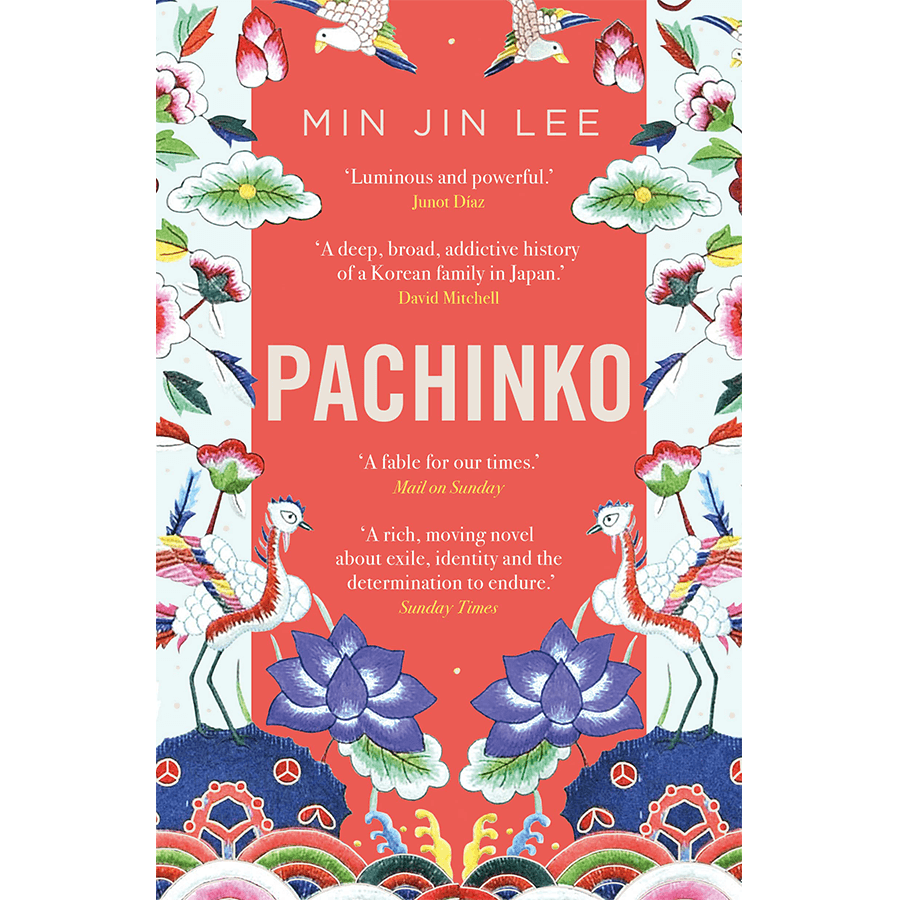 MIN JIN LEE
‘Luminous and powerful.’
Junot Díaz
‘A deep, broad, addictive history
of a Korean family in Japan.’
David Mitchell
PACHINKO
‘A fable for our times.’
Mail on Sunday
‘A rich, moving novel
about exile, identity and the
determination to endure.’
Sunday Times